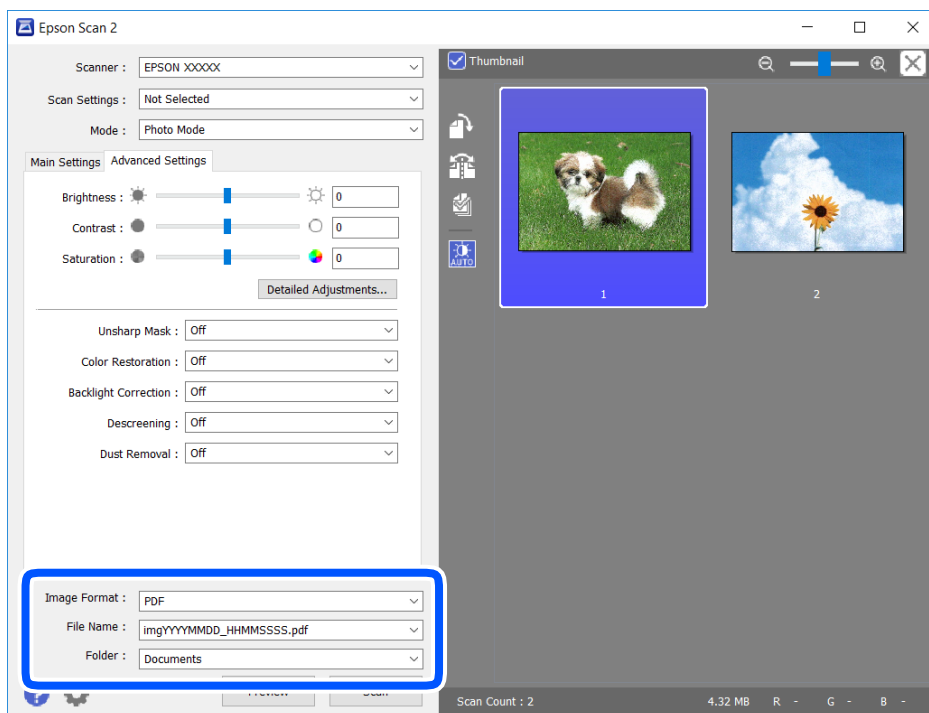 Epson Scan 2
Scanner : EPSON XXXXX
Scan Settings : Not Selected
Mode : Photo Mode
Main Settings Advanced Settings
Brightness : 0
Contrast : 0
Saturation : 0
Detailed Adjustments...
Unsharp Mask : Off
Color Restoration : Off
Backlight Correction : Off
Descreening : Off
Dust Removal : Off
Image Format : PDF
File Name : imgYYYYMMDD_HHMMSSSS.pdf
Folder : Documents
Preview Scan
Thumbnail
AUTO
1 2
Scan Count : 2 4.32 MB R - G - B -